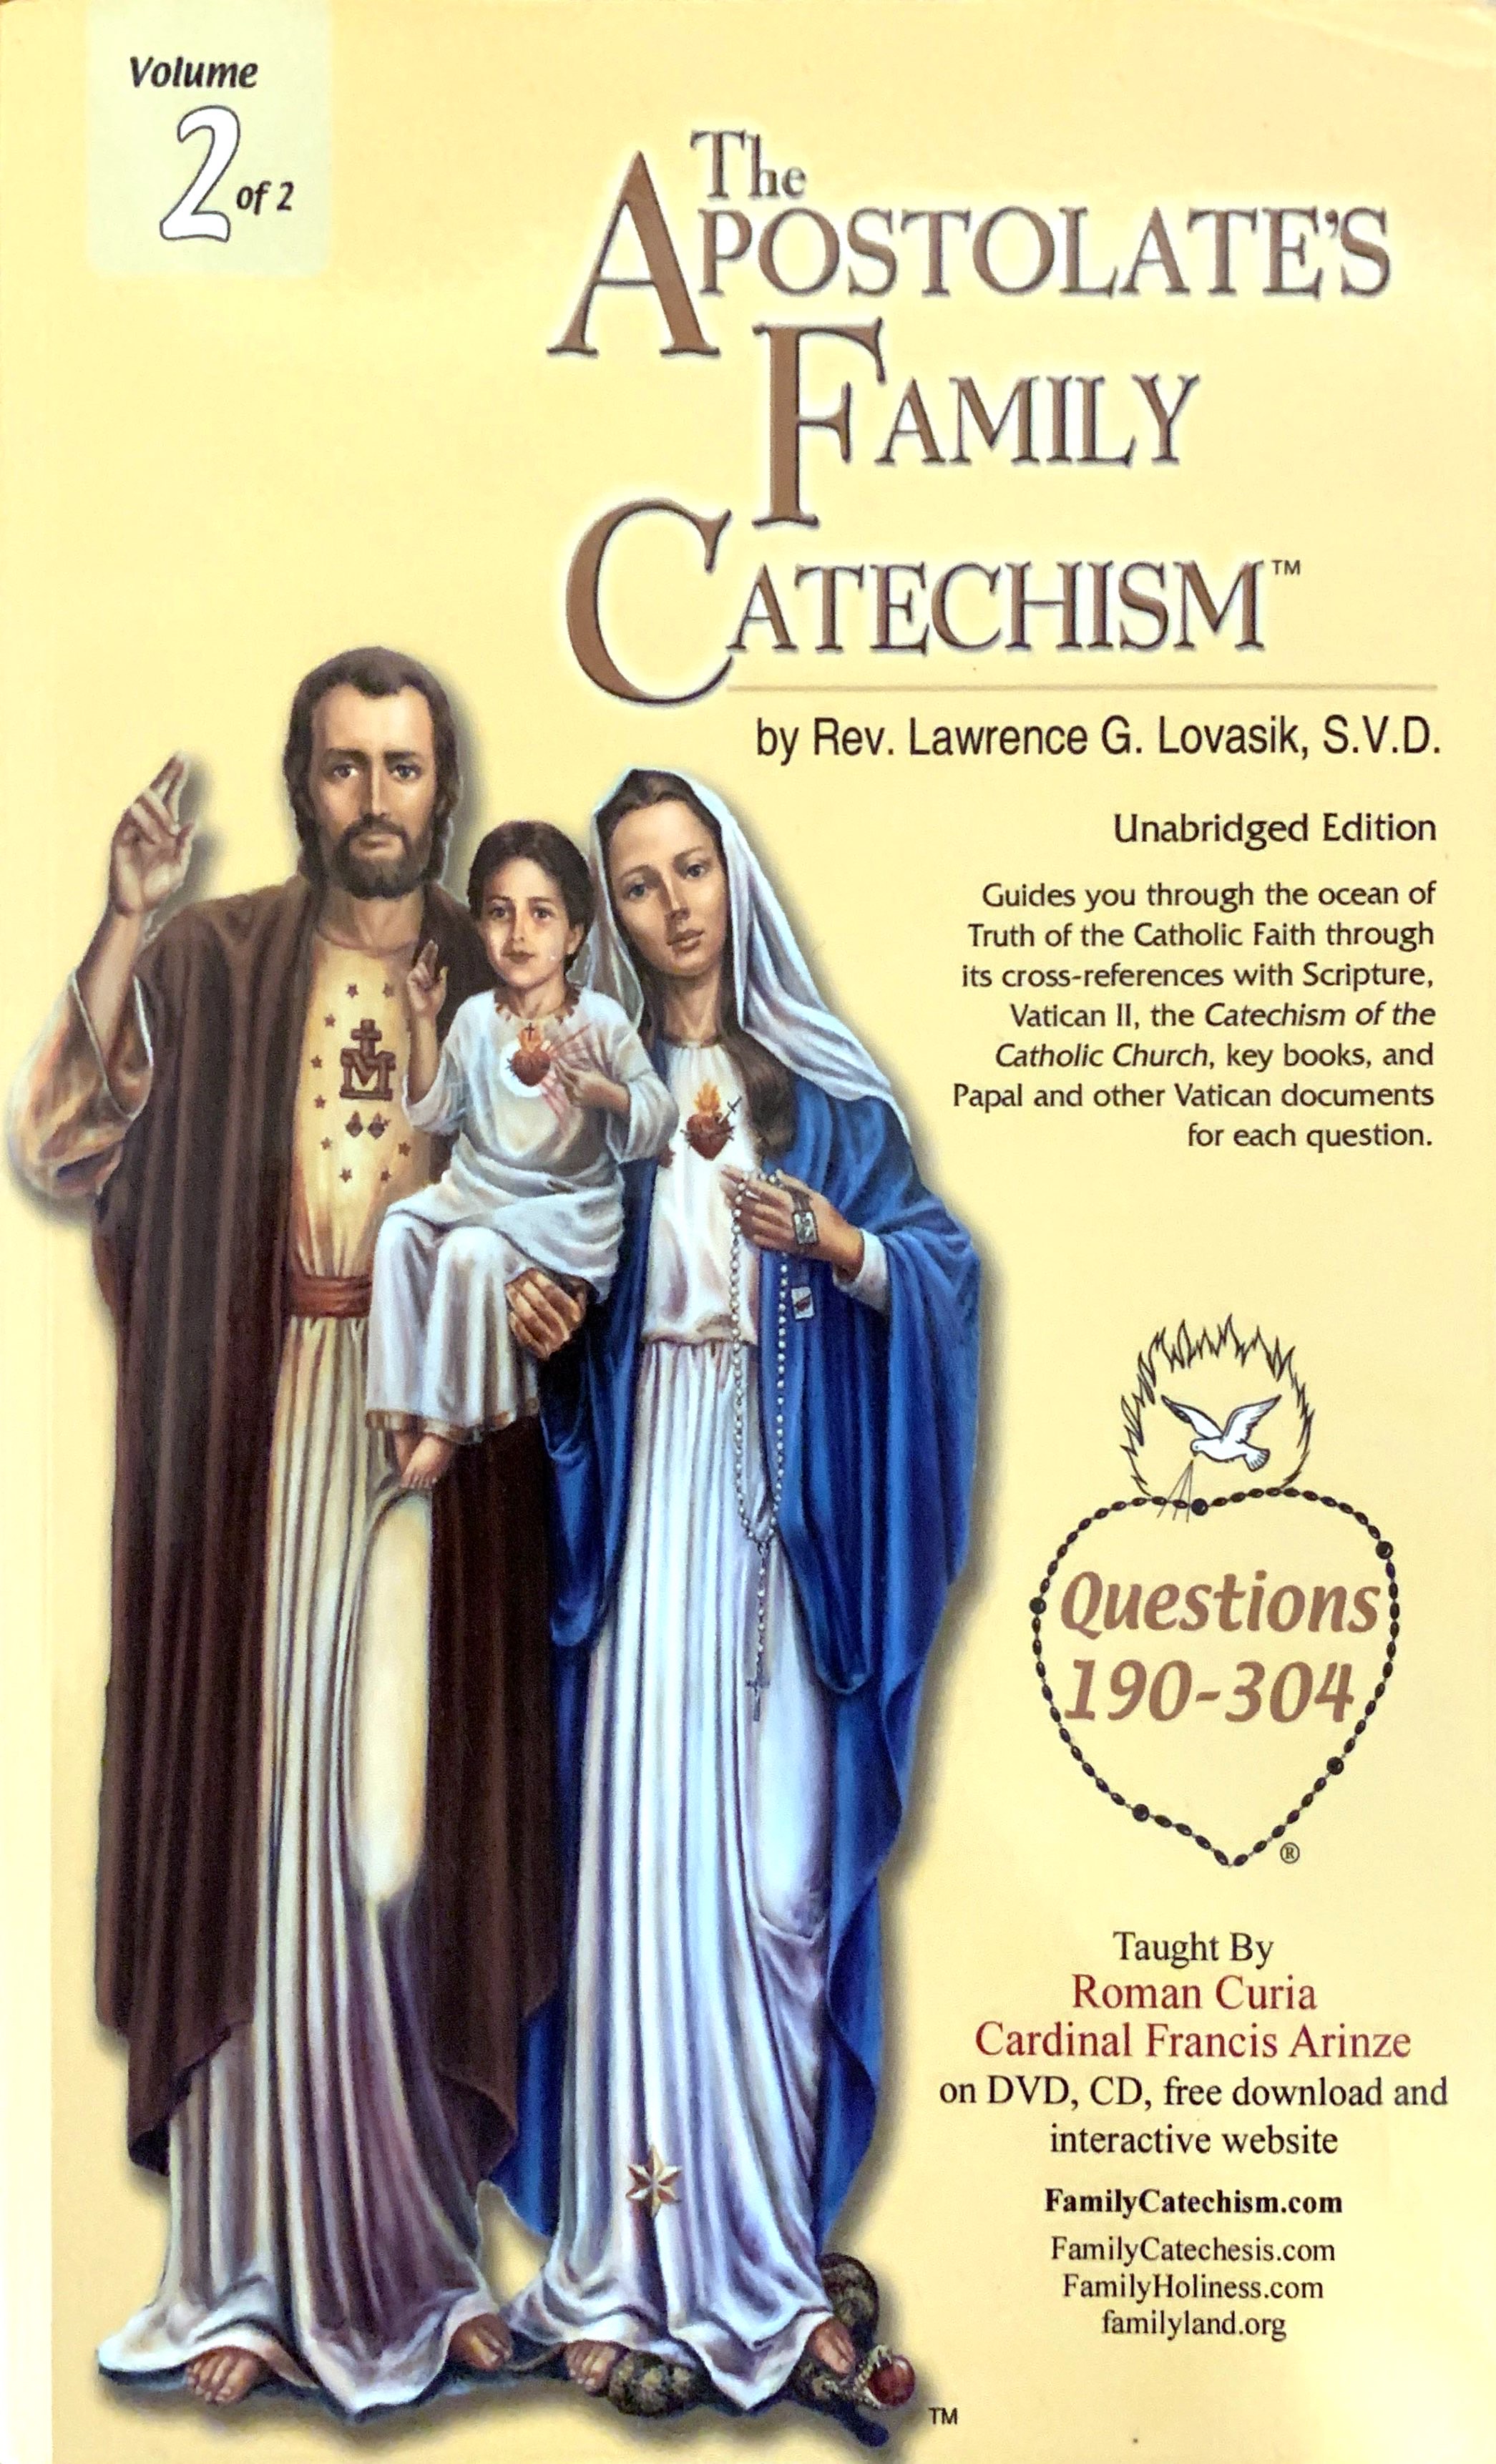 Volume
2 of 2
The
APOSTOLATE'S
FAMILY
CATECHISM™
by Rev. Lawrence G. Lovasik, S.V.D.
Unabridged Edition
Guides you through the ocean of
Truth of the Catholic Faith through
its cross-references with Scripture,
Vatican II, the Catechism of the
Catholic Church, key books, and
Papal and other Vatican documents
for each question.
Questions
190-304
®
Taught By
Roman Curia
Cardinal Francis Arinze
on DVD, CD, free download and
interactive website
FamilyCatechism.com
FamilyCatechesis.com
FamilyHoliness.com
familyland.org
TM